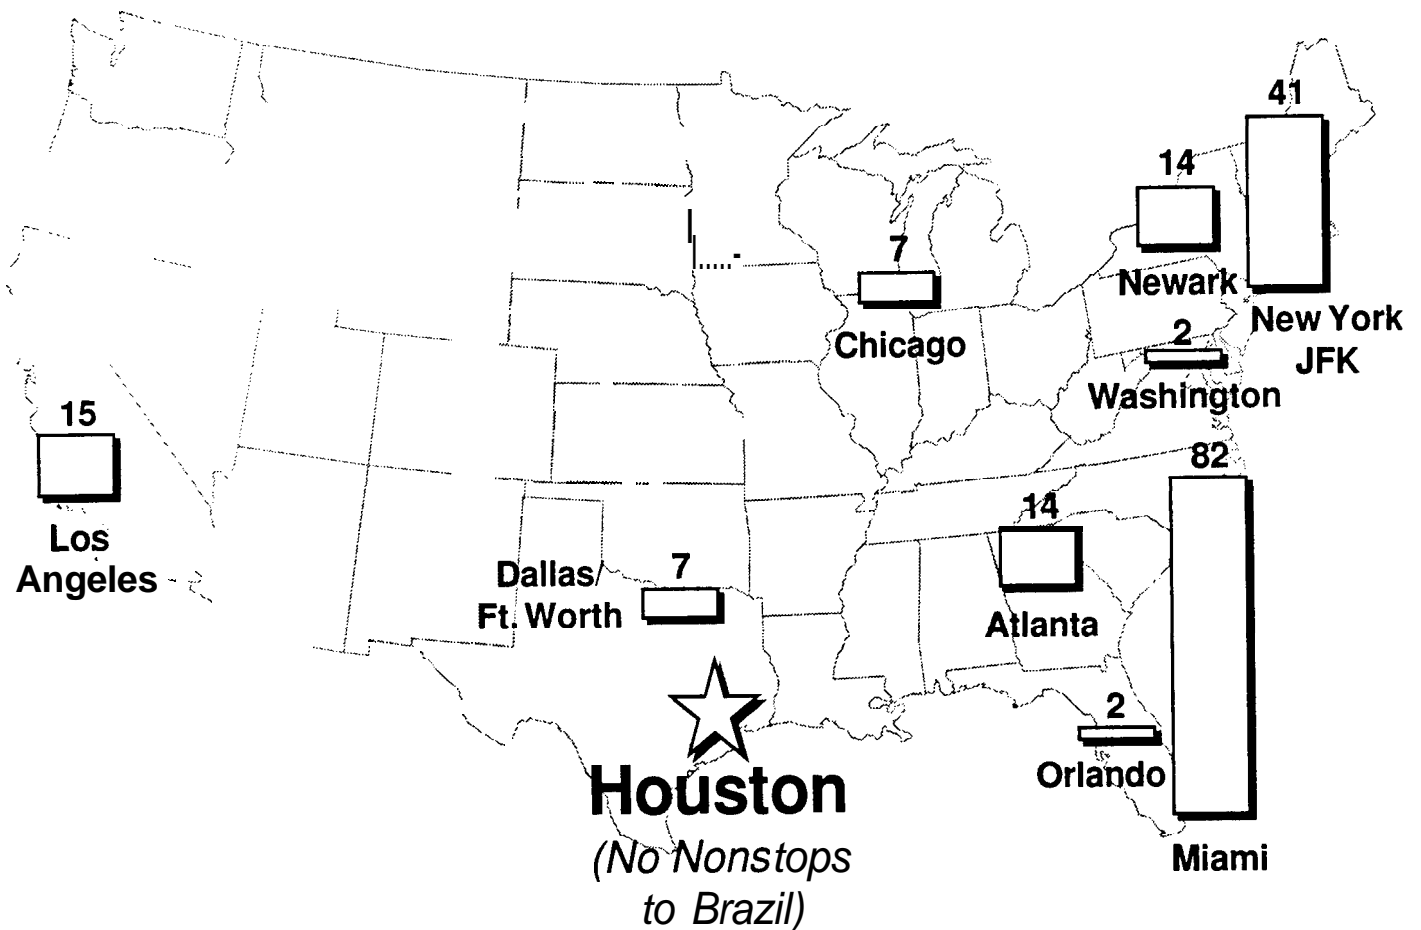 41
14
Newark
New York
JFK
7
Chicago
2
Washington
15
Los
Angeles
82
14
Atlanta
7
Dallas/
Ft. Worth
Houston
(No Nonstops
to Brazil)
2
Orlando
Miami